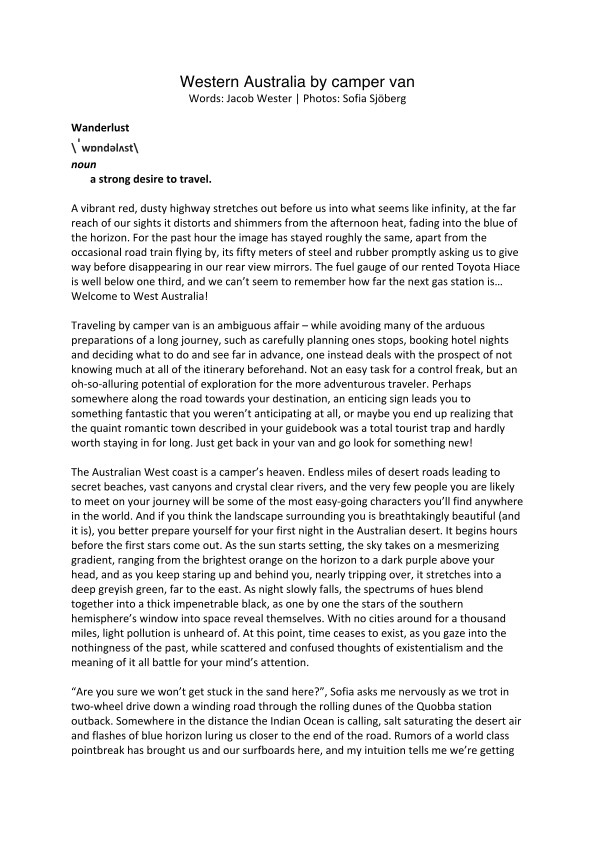 Western Australia by camper van
Words: Jacob Wester | Photos: Sofia Sjöberg
Wanderlust
\ˈwɒndəlʌst\
noun
a strong desire to travel.
A vibrant red, dusty highway stretches out before us into what seems like infinity, at the far
reach of our sights it distorts and shimmers from the afternoon heat, fading into the blue of
the horizon. For the past hour the image has stayed roughly the same, apart from the
occasional road train flying by, its fifty meters of steel and rubber promptly asking us to give
way before disappearing in our rear view mirrors. The fuel gauge of our rented Toyota Hiace
is well below one third, and we can't seem to remember how far the next gas station is…
Welcome to West Australia!
Traveling by camper van is an ambiguous affair – while avoiding many of the arduous
preparations of a long journey, such as carefully planning ones stops, booking hotel nights
and deciding what to do and see far in advance, one instead deals with the prospect of not
knowing much at all of the itinerary beforehand. Not an easy task for a control freak, but an
oh-so-alluring potential of exploration for the more adventurous traveler. Perhaps
somewhere along the road towards your destination, an enticing sign leads you to
something fantastic that you weren't anticipating at all, or maybe you end up realizing that
the quaint romantic town described in your guidebook was a total tourist trap and hardly
worth staying in for long. Just get back in your van and go look for something new!
The Australian West coast is a camper's heaven. Endless miles of desert roads leading to
secret beaches, vast canyons and crystal clear rivers, and the very few people you are likely
to meet on your journey will be some of the most easy-going characters you'll find anywhere
in the world. And if you think the landscape surrounding you is breathtakingly beautiful (and
it is), you better prepare yourself for your first night in the Australian desert. It begins hours
before the first stars come out. As the sun starts setting, the sky takes on a mesmerizing
gradient, ranging from the brightest orange on the horizon to a dark purple above your
head, and as you keep staring up and behind you, nearly tripping over, it stretches into a
deep greyish green, far to the east. As night slowly falls, the spectrums of hues blend
together into a thick impenetrable black, as one by one the stars of the southern
hemisphere's window into space reveal themselves. With no cities around for a thousand
miles, light pollution is unheard of. At this point, time ceases to exist, as you gaze into the
nothingness of the past, while scattered and confused thoughts of existentialism and the
meaning of it all battle for your mind's attention.
“Are you sure we won't get stuck in the sand here?”, Sofia asks me nervously as we trot in
two-wheel drive down a winding road through the rolling dunes of the Quobba station
outback. Somewhere in the distance the Indian Ocean is calling, salt saturating the desert air
and flashes of blue horizon luring us closer to the end of the road. Rumors of a world class
pointbreak has brought us and our surfboards here, and my intuition tells me we're getting